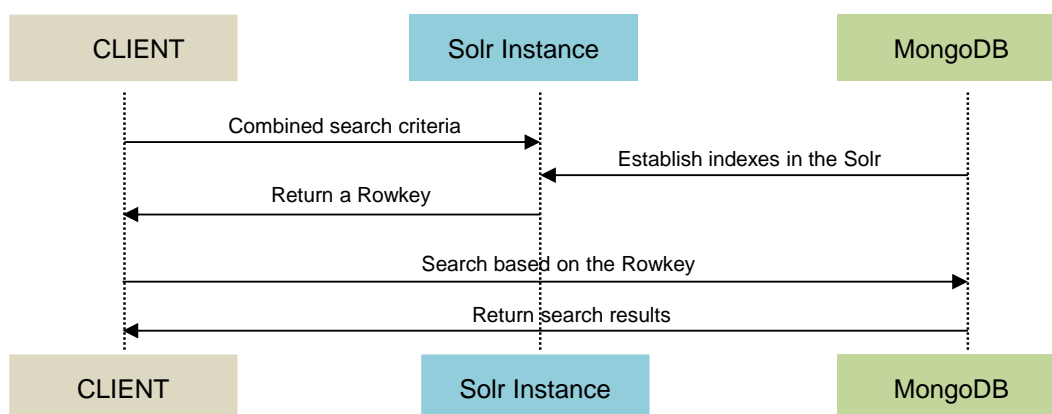 CLIENT
Solr Instance
MongoDB
Combined search criteria
Establish indexes in the Solr
Return a Rowkey
Search based on the Rowkey
Return search results
CLIENT
Solr Instance
MongoDB